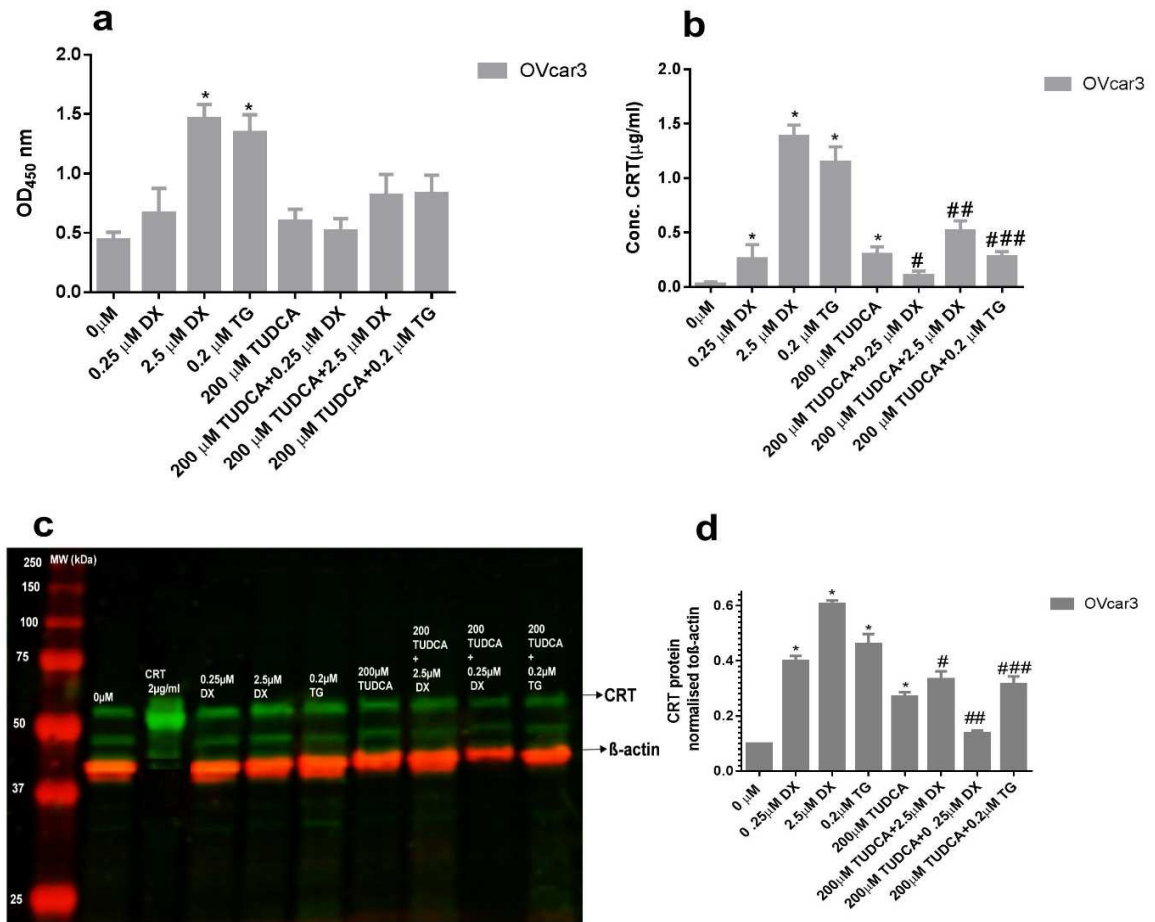 a
2.0
1.5
1.0
0.5
0.0
OD450 nm
*
*
OVcar3
0µM
0.25 µM DX
2.5 µM DX
0.2 µM TG
200 µM TUDCA
200 µM TUDCA+0.25 µM DX
200 µM TUDCA+2.5 µM DX
200 µM TUDCA+0.2 µM TG
b
2.0
1.5
1.0
0.5
0.0
Conc. CRT(µg/ml)
*
*
*
*
#
##
###
OVcar3
0µM
0.25 µM DX
2.5 µM DX
0.2 µM TG
200 µM TUDCA
200 µM TUDCA+0.25 µM DX
200 µM TUDCA+2.5 µM DX
200 µM TUDCA+0.2 µM TG
c
MW (kDa)
250
150
100
75
50
37
25
0µM
CRT
2µg/ml
0.25µM
DX
2.5µM
DX
0.2µM
TG
200µM
TUDCA
200
TUDCA
+
2.5µM
DX
200
TUDCA
+
0.25µM
DX
200
TUDCA
+
0.2µM
TG
CRT
ß-actin
d
0.6
0.4
0.2
0.0
CRT protein
normalised toß-actin
*
*
*
*
#
##
###
OVcar3
0 µM
0 .25µM DX
2.5µM DX
0.2µM TG
200µM TUDCA
200µM TUDCA+2.5µM DX
200µM TUDCA+0 .25µM DX
200µM TUDCA+0.2µM TG